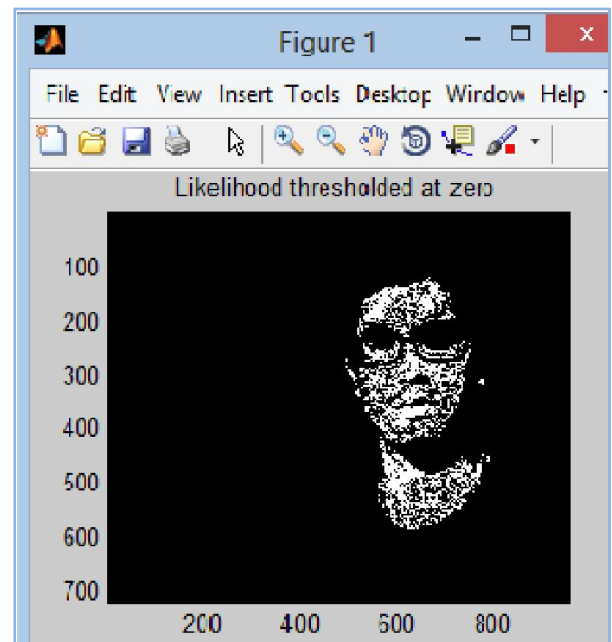 Figure 1
File Edit View Insert Tools Desktop Window Help
Likelihood thresholded at zero
100
200
300
400
500
600
700
200 400 600 800